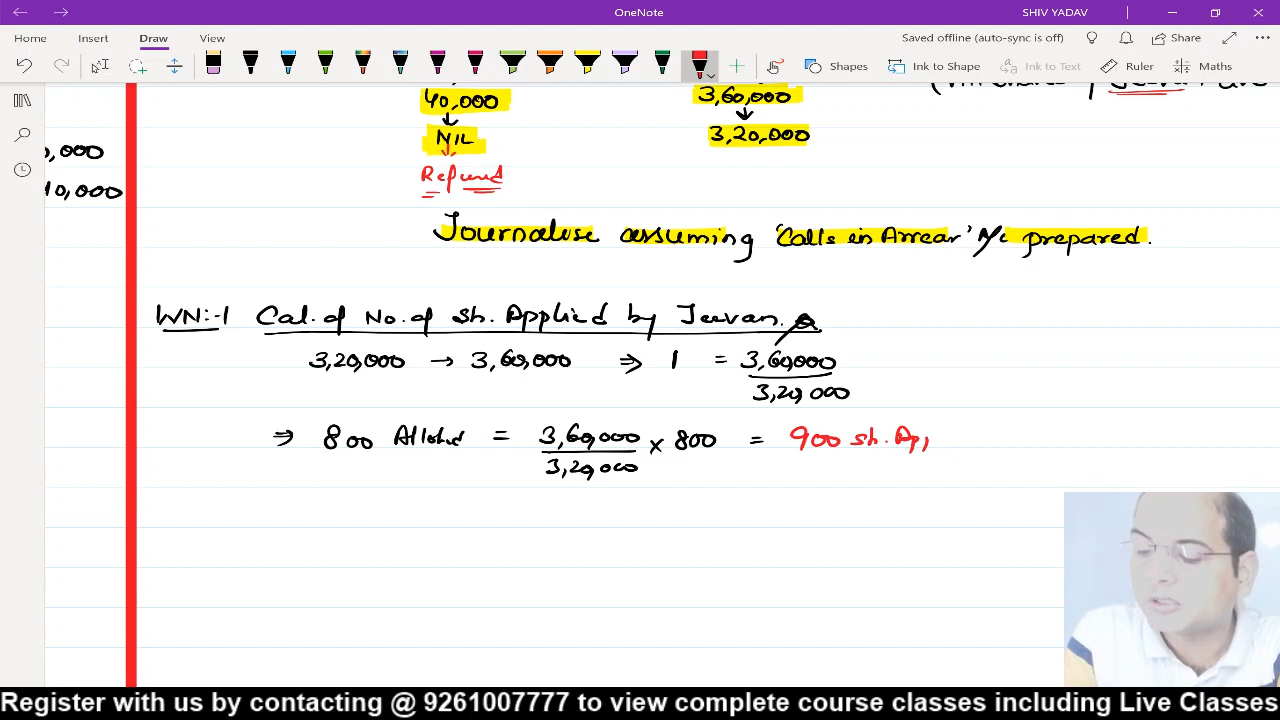 OneNote
SHIV YADAV
Home Insert Draw View
Saved offline (auto-sync is off)
Share
Shapes
Ink to Shape
Ink to Text
Ruler
Maths
40,000
3,60,000
NIL
3,20,000
0,000
Refund
10,000
Journalise assuming 'Calls in Arrear' A/c prepared.
WN:-1 Cal. of No. of Sh. Applied by Jeevan.
3,20,000 → 3,60,000 ⇒ 1 = 3,60,000
3,20,000
⇒ 800 Allotted = 3,60,000 × 800 = 900 sh. App
3,20,000
Register with us by contacting @ 9261007777 to view complete course classes including Live Classes